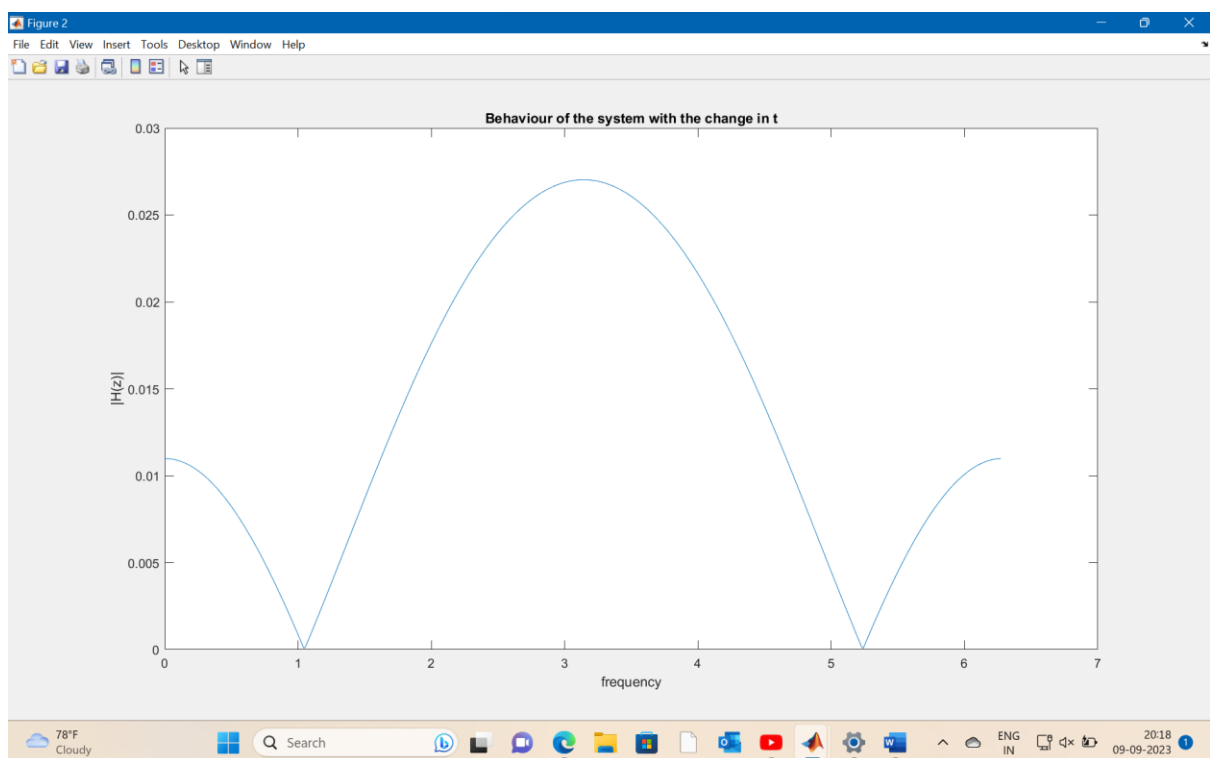 Figure 2
File Edit View Insert Tools Desktop Window Help
Behaviour of the system with the change in t
0.03
0.025
0.02
0.015
0.01
0.005
0
|H(z)|
0 1 2 3 4 5 6 7
frequency
78°F
Cloudy
Search
ENG
IN
20:18
09-09-2023
1